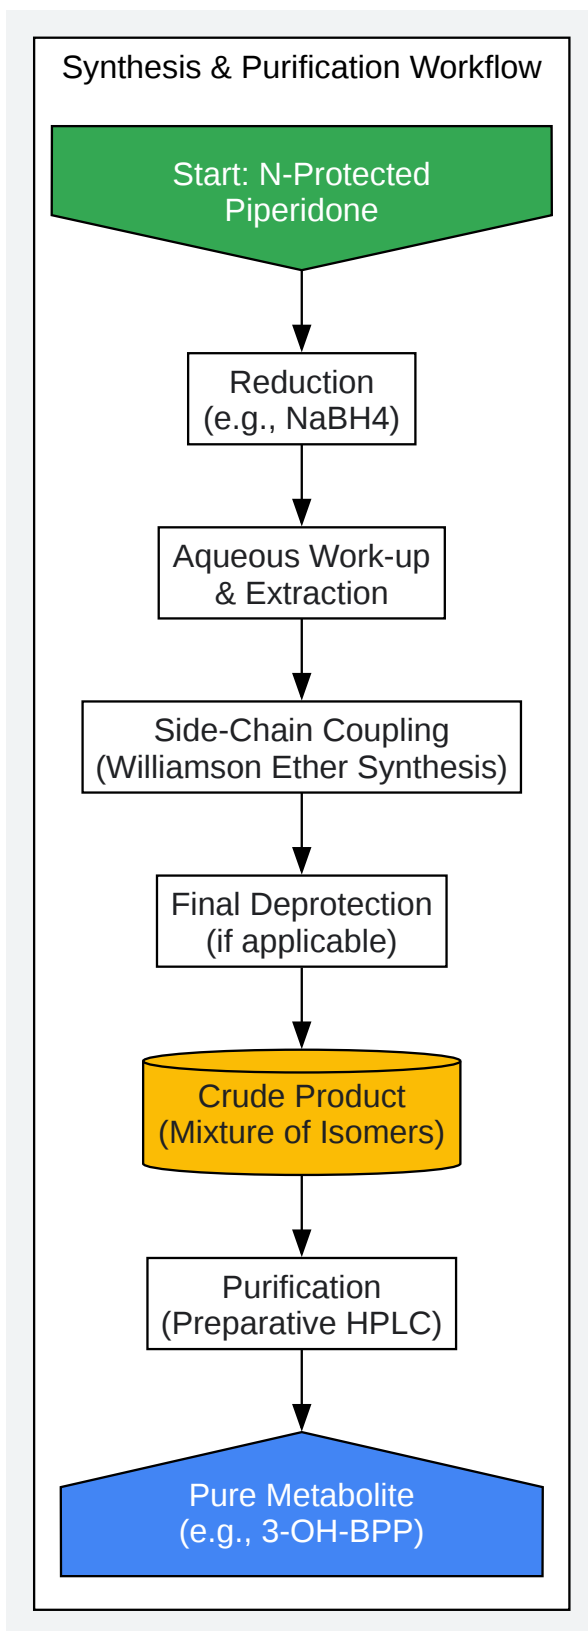 Synthesis & Purification Workflow
Start: N-Protected
Piperidone
Reduction
(e.g., NaBH4)
Aqueous Work-up
& Extraction
Side-Chain Coupling
(Williamson Ether Synthesis)
Final Deprotection
(if applicable)
Crude Product
(Mixture of Isomers)
Purification
(Preparative HPLC)
Pure Metabolite
(e.g., 3-OH-BPP)